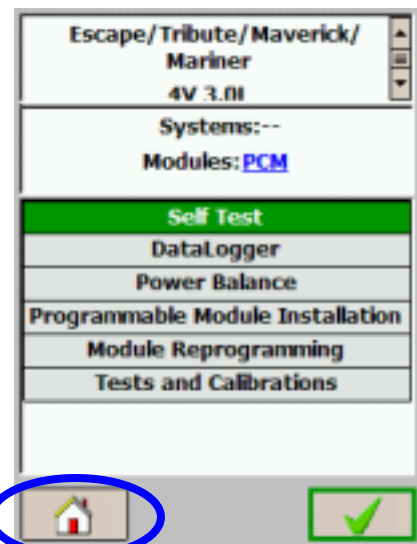 Escape/Tribute/Maverick/
Mariner
4V 3.0L
Systems:--
Modules:PCM
Self Test
DataLogger
Power Balance
Programmable Module Installation
Module Reprogramming
Tests and Calibrations